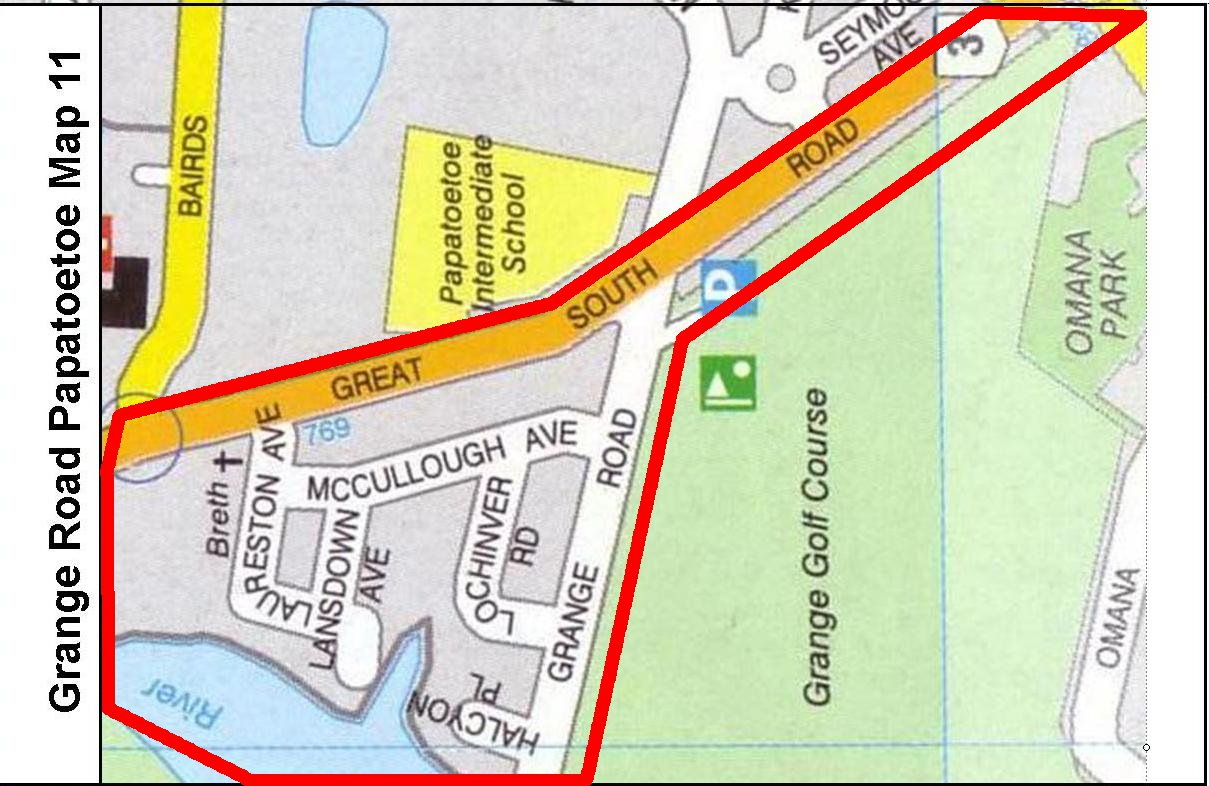 Grange Road Papatoetoe Map 11
BAIRDS
Papatoetoe
Intermediate
School
SEYMOU
AVE
3
GREAT SOUTH ROAD
P
OMANA
PARK
769
Breth
LAURESTON AVE
MCCULLOUGH AVE
LANSDOWN
AVE
LOCHINVER
RD
GRANGE ROAD
HALCYON
PL
River
Grange Golf Course
OMANA